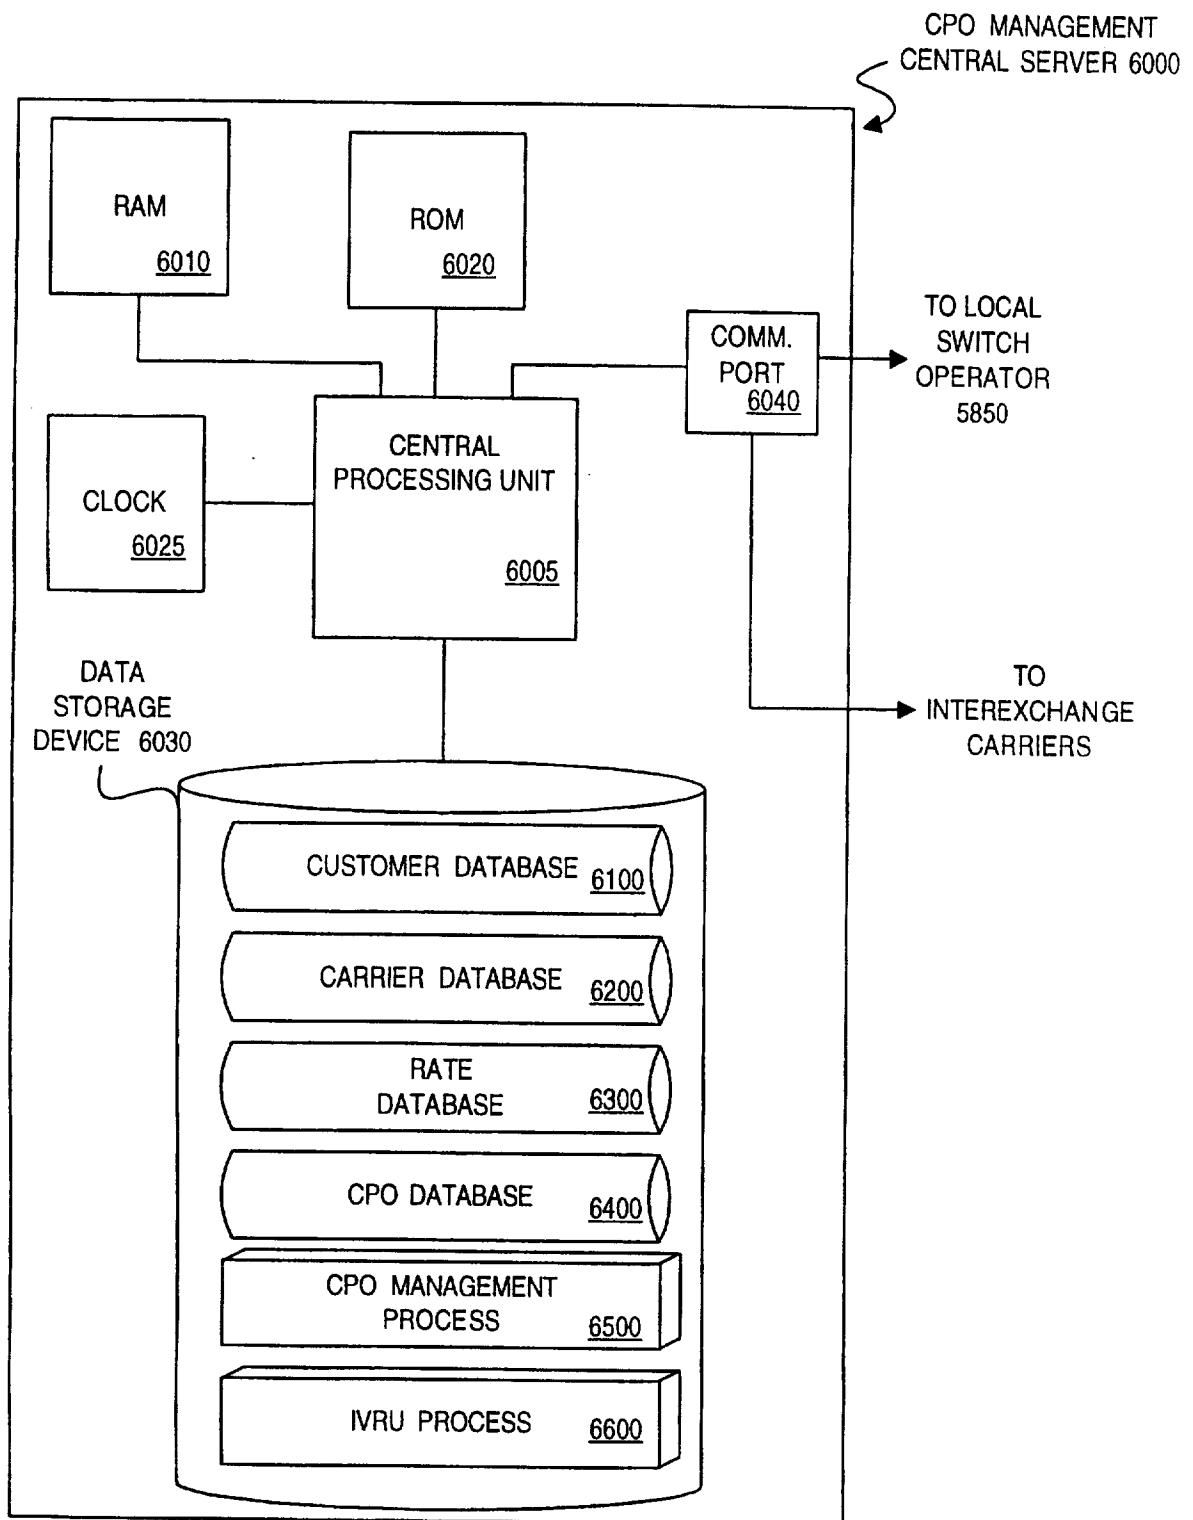 CPO MANAGEMENT
CENTRAL SERVER 6000
RAM
6010
ROM
6020
COMM.
PORT
6040
TO LOCAL
SWITCH
OPERATOR
5850
CLOCK
6025
CENTRAL
PROCESSING UNIT
6005
DATA
STORAGE
DEVICE 6030
TO
INTEREXCHANGE
CARRIERS
CUSTOMER DATABASE 6100
CARRIER DATABASE 6200
RATE
DATABASE 6300
CPO DATABASE 6400
CPO MANAGEMENT
PROCESS 6500
IVRU PROCESS 6600